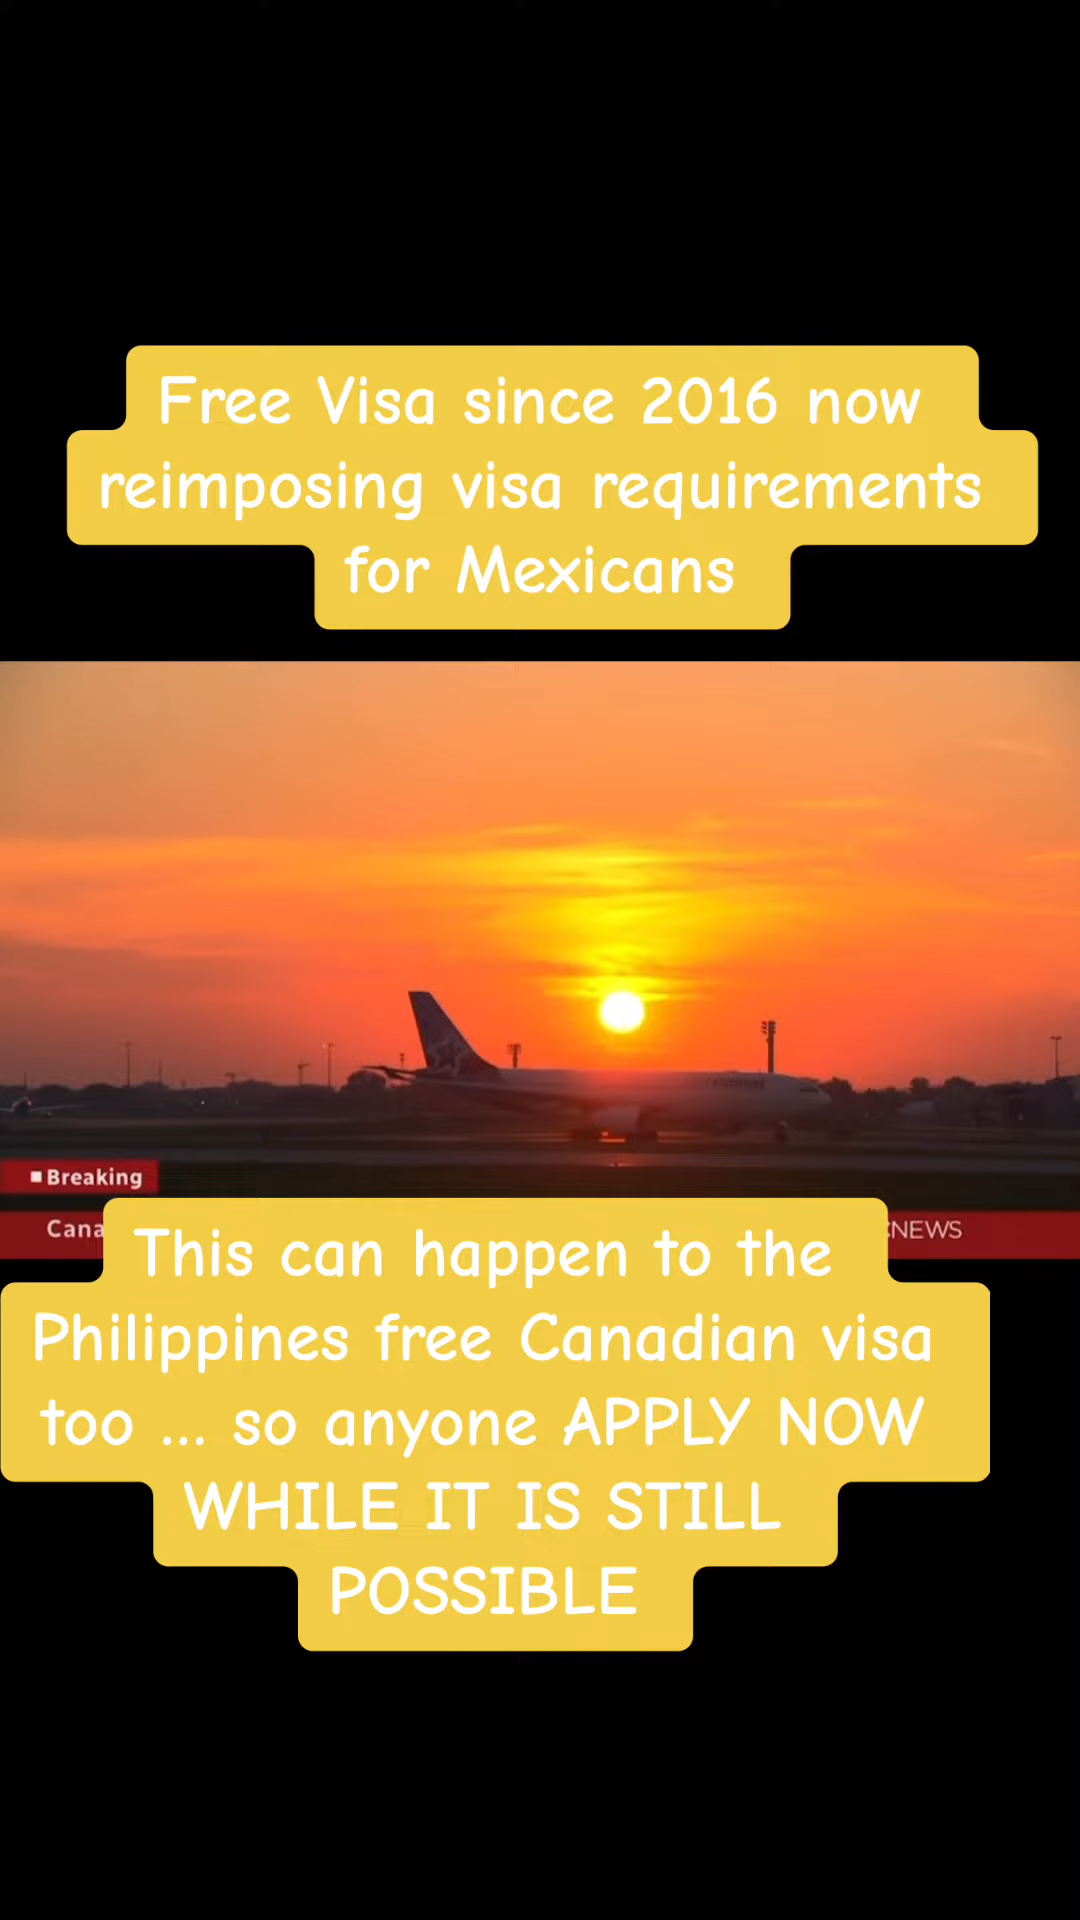 Free Visa since 2016 now
reimposing visa requirements
for Mexicans
Breaking
This can happen to the
NEWS
Philippines free Canadian visa
too ... so anyone APPLY NOW
WHILE IT IS STILL
POSSIBLE